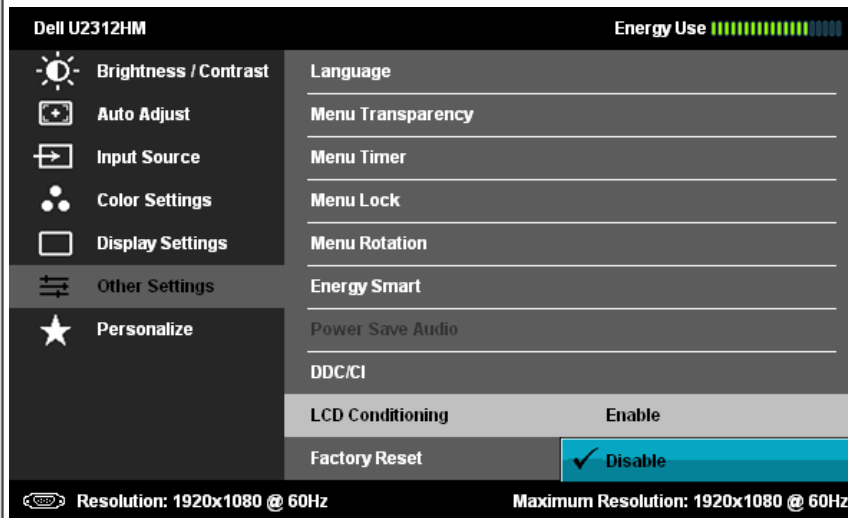 Dell U2312HM Energy Use
Brightness / Contrast Language
Auto Adjust Menu Transparency
Input Source Menu Timer
Color Settings Menu Lock
Display Settings Menu Rotation
Other Settings Energy Smart
Personalize Power Save Audio
DDC/CI
LCD Conditioning Enable
Factory Reset Disable
Resolution: 1920x1080 @ 60Hz Maximum Resolution: 1920x1080 @ 60Hz